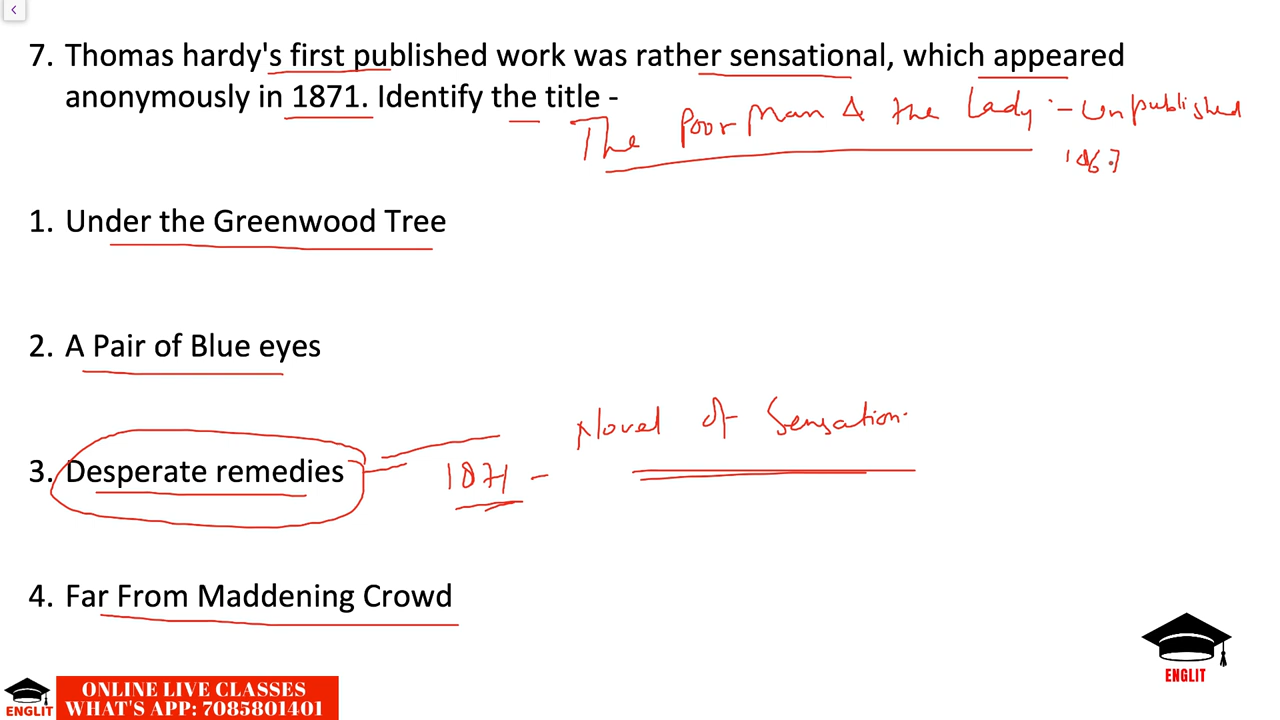 7. Thomas hardy's first published work was rather sensational, which appeared
anonymously in 1871. Identify the title -
The Poor Man & the Lady :- Unpublished
1867
1. Under the Greenwood Tree
2. A Pair of Blue eyes
Novel of Sensation.
3. Desperate remedies
1871 -
4. Far From Maddening Crowd
ENGLIT
ENGLIT
ONLINE LIVE CLASSES
WHAT'S APP: 7085801401